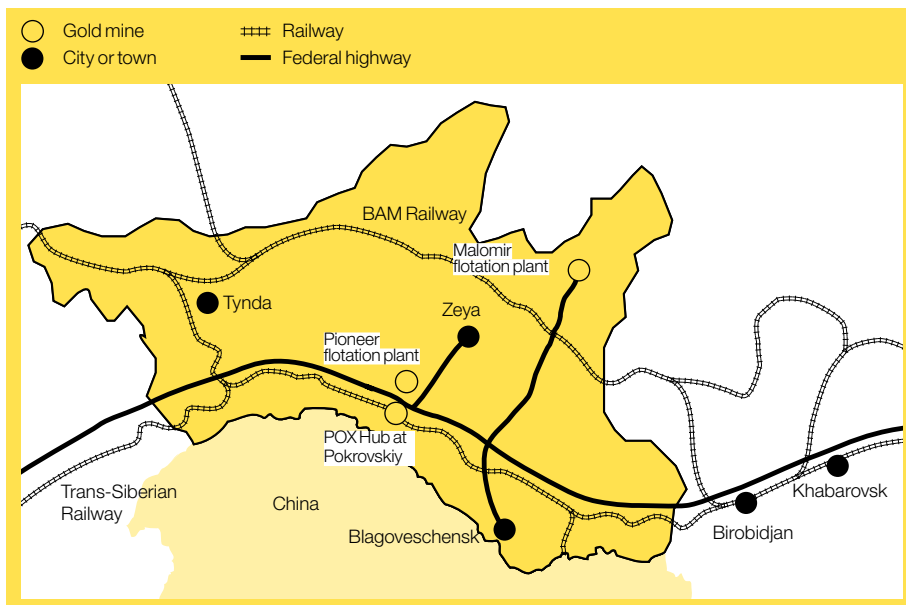 Gold mine
Railway
City or town
Federal highway
BAM Railway
Malomir
flotation plant
Tynda
Zeya
Pioneer
flotation plant
POX Hub at
Pokrovskiy
Trans-Siberian
Railway
China
Blagoveschensk
Birobidjan
Khabarovsk